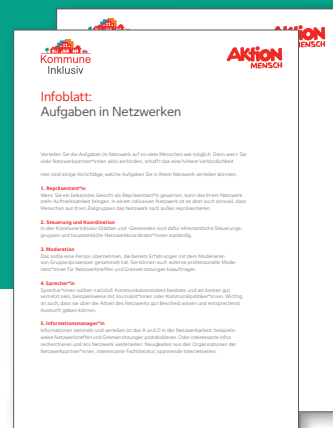 Kommune
Inklusiv
AKTION
MENSCH
AKTION
MENSCH
Infoblatt:
Aufgaben in Netzwerken
Verteilen Sie die Aufgaben im Netzwerk auf so viele Menschen wie möglich. Denn wenn Sie
viele Netzwerkpartner*innen aktiv einbinden, schafft das eine höhere Verbindlichkeit.
Hier sind einige Vorschläge, welche Aufgaben Sie in Ihrem Netzwerk verteilen könnten.
1. Repräsentant*in
Wenn Sie ein bekanntes Gesicht als Repräsentant*in gewinnen, kann das Ihrem Netzwerk
mehr Aufmerksamkeit bringen. In einem inklusiven Netzwerk ist es aber auch sinnvoll, dass
Menschen aus Ihren Zielgruppen das Netzwerk nach außen repräsentieren.
2. Steuerung und Koordination
In den Kommune Inklusiv-Städten und -Gemeinden sind dafür ehrenamtliche Steuerungs-
gruppen und hauptamtliche Netzwerkkoordinator*innen zuständig.
3. Moderation
Das sollte eine Person übernehmen, die bereits Erfahrungen mit dem Moderieren
von Gruppenprozessen gesammelt hat. Sie können auch externe professionelle Mode-
rator*innen für Netzwerktreffen und Gremiensitzungen beauftragen.
4. Sprecher*in
Sprecher*innen sollten natürlich Kommunikationstalent besitzen und am besten gut
vernetzt sein, beispielsweise mit Journalist*innen oder Kommunalpolitiker*innen. Wichtig
ist auch, dass sie über die Arbeit des Netzwerks gut Bescheid wissen und entsprechend
Auskunft geben können.
5. Informationsmanager*in
Informationen sammeln und verteilen ist das A und O in der Netzwerkarbeit: beispiels-
weise Netzwerktreffen und Gremiensitzungen protokollieren. Oder interessante Infos
recherchieren und ans Netzwerk weiterleiten: Neuigkeiten aus den Organisationen der
Netzwerkpartner*innen, interessante Fachliteratur, spannende Internetseiten.